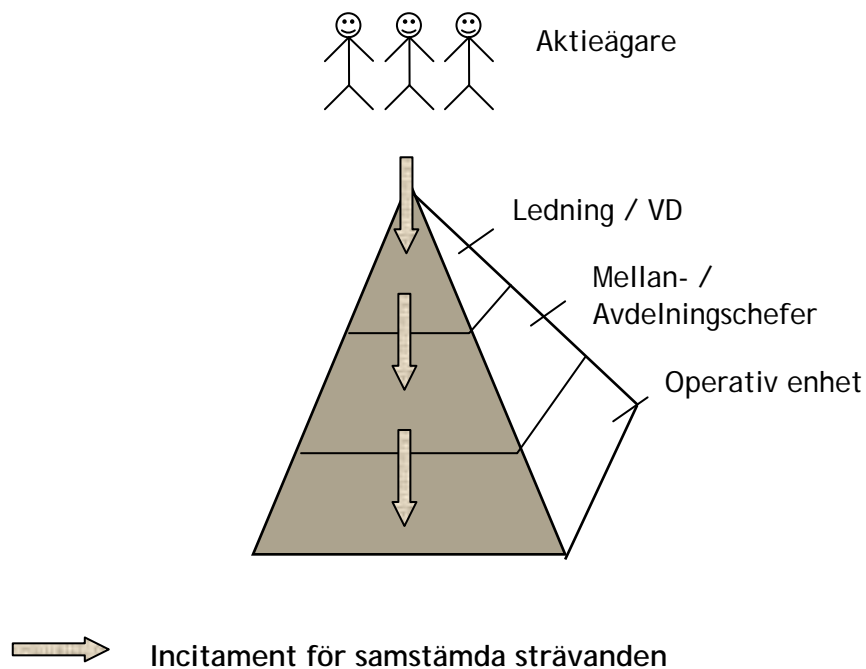 Aktieägare
Ledning / VD
Mellan- /
Avdelningschefer
Operativ enhet
Incitament för samstämda strävanden